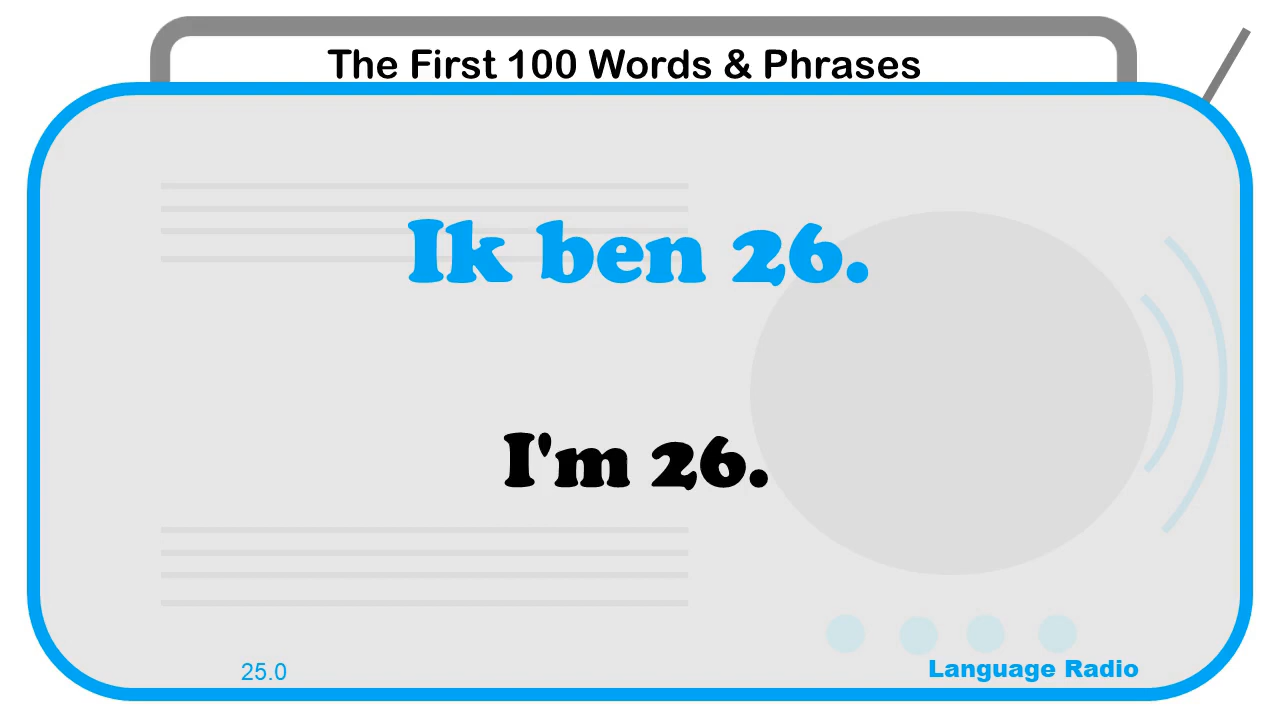 The First 100 Words & Phrases
Ik ben 26.
I'm 26.
25.0
Language Radio